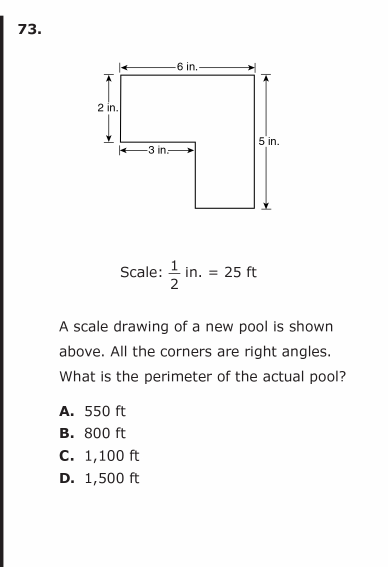 73.
6 in.
2 in.
3 in.
5 in.
Scale: 1/2 in. = 25 ft
A scale drawing of a new pool is shown
above. All the corners are right angles.
What is the perimeter of the actual pool?
A. 550 ft
B. 800 ft
C. 1,100 ft
D. 1,500 ft